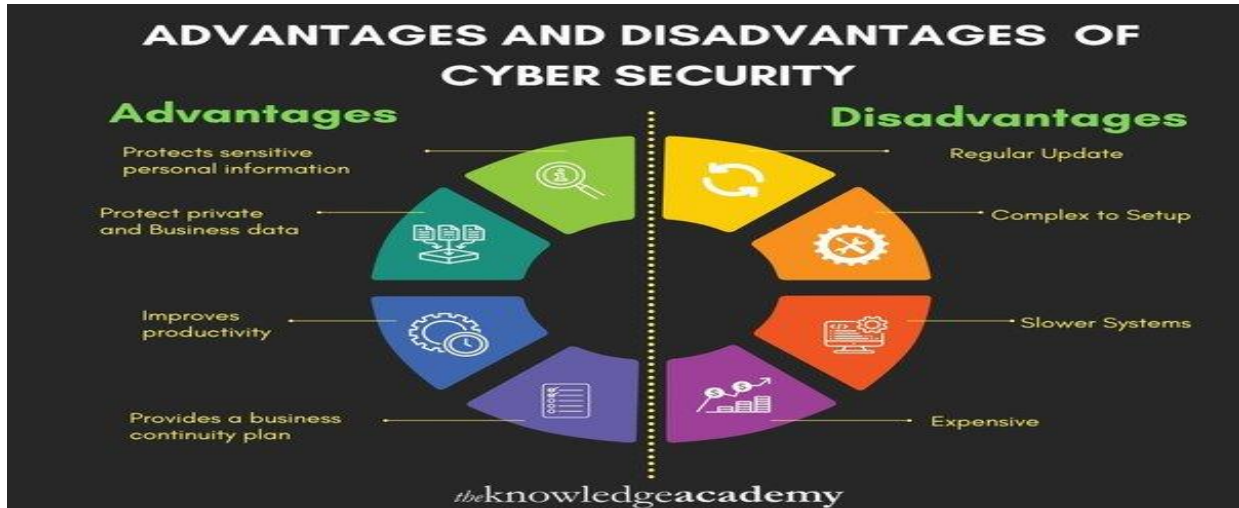 ADVANTAGES AND DISADVANTAGES OF
CYBER SECURITY
Advantages
Protects sensitive
personal information
Protect private
and Business data
Improves
productivity
Provides a business
continuity plan
Disadvantages
Regular Update
Complex to Setup
Slower Systems
Expensive
theknowledgeacademy